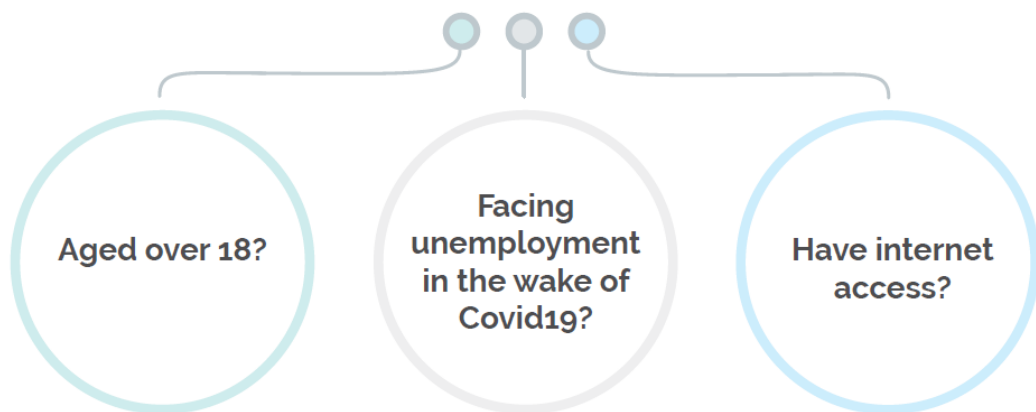 Aged over 18?
Facing
unemployment
in the wake of
Covid19?
Have internet
access?